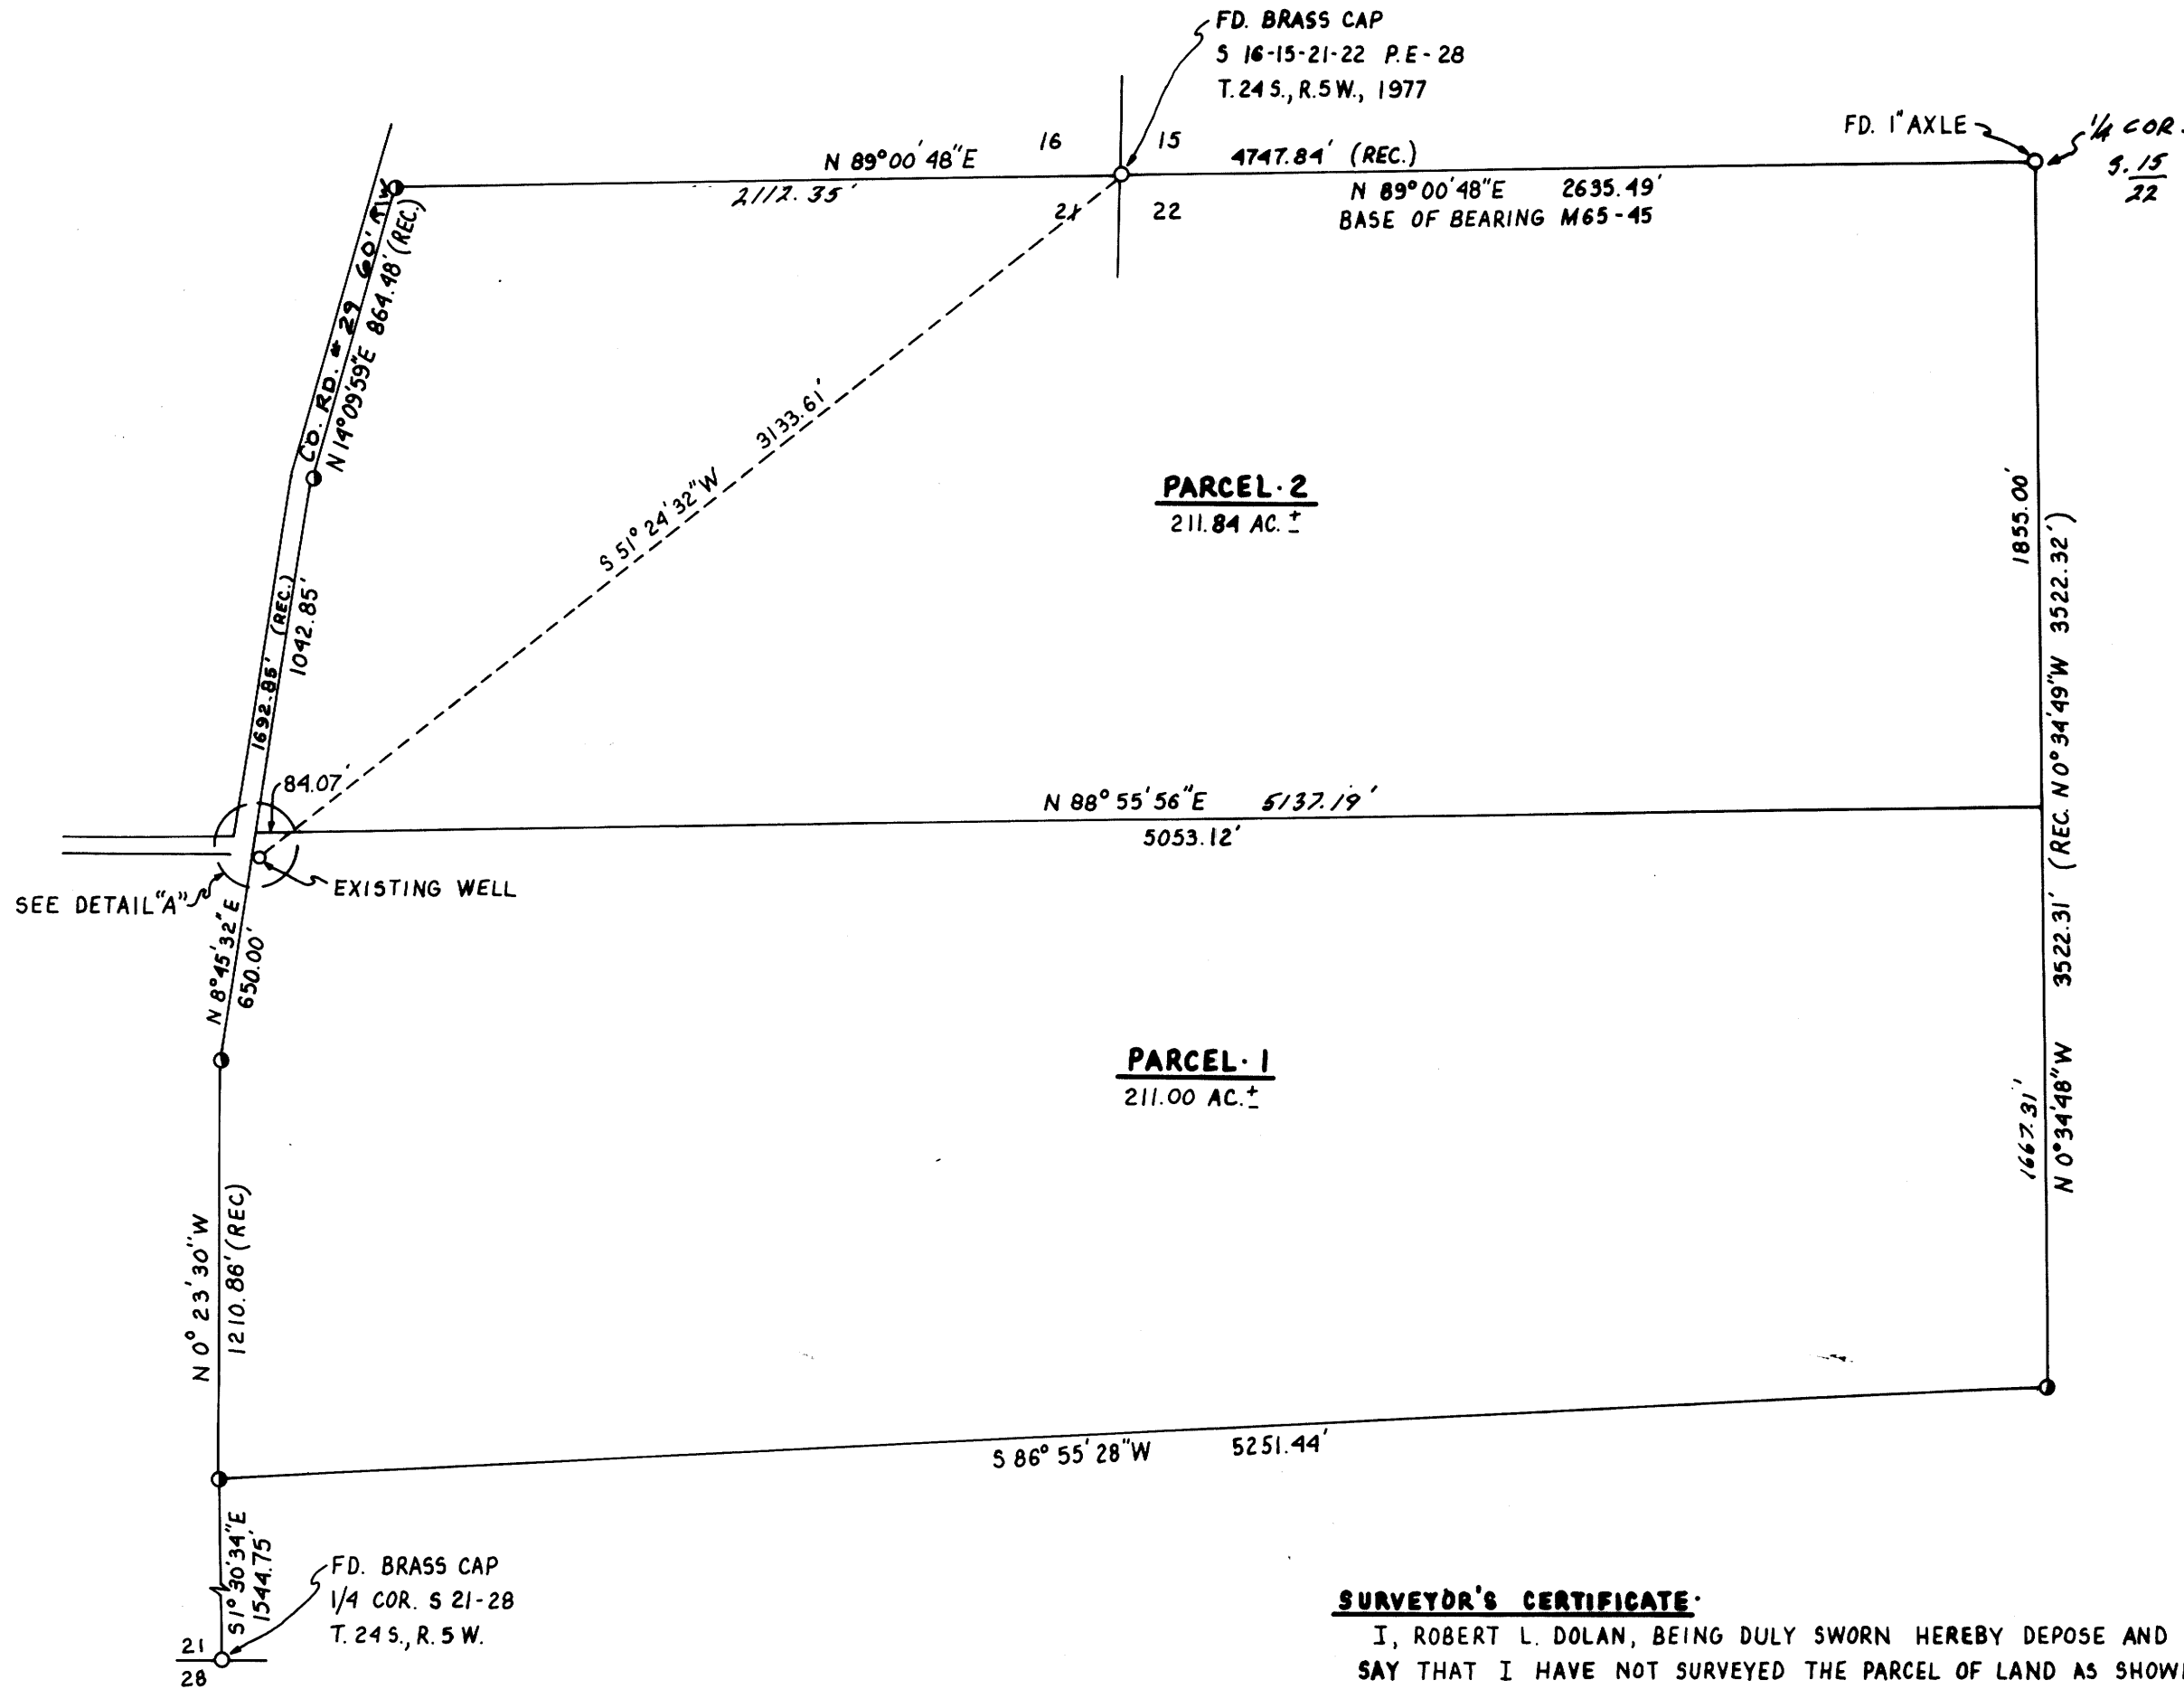 FD. BRASS CAP
S 16-15-21-22 P.E-28
T. 24 S., R. 5 W., 1977
FD. 1" AXLE
1/4 COR.
S. 15
22
16
15
N 89°00'48"E
4747.84' (REC.)
2112.35'
N 89°00'48"E 2635.49'
21
22
BASE OF BEARING M65-45
CO. RD. # 29 60' R/W
N 14°09'59"E 864.48' (REC.)
3133.61'
S 51° 24' 32" W
PARCEL · 2
211.84 AC. ±
1855.00'
1692.85' (REC.)
1042.85'
84.07'
N 88° 55' 56" E 5137.19'
5053.12'
(REC. N 0° 34' 49" W 3522.32')
N 0° 34' 48" W 3522.31'
SEE DETAIL "A"
EXISTING WELL
N 8° 45' 32" E
650.00'
PARCEL · 1
211.00 AC. ±
1667.31'
N 0° 23' 30" W
1210.86' (REC)
S 86° 55' 28" W 5251.44'
S 1° 30' 34" E
1544.75'
FD. BRASS CAP
1/4 COR. S 21-28
T. 24 S., R. 5 W.
21
28
SURVEYOR'S CERTIFICATE·
I, ROBERT L. DOLAN, BEING DULY SWORN HEREBY DEPOSE AND
SAY THAT I HAVE NOT SURVEYED THE PARCEL OF LAND AS SHOW